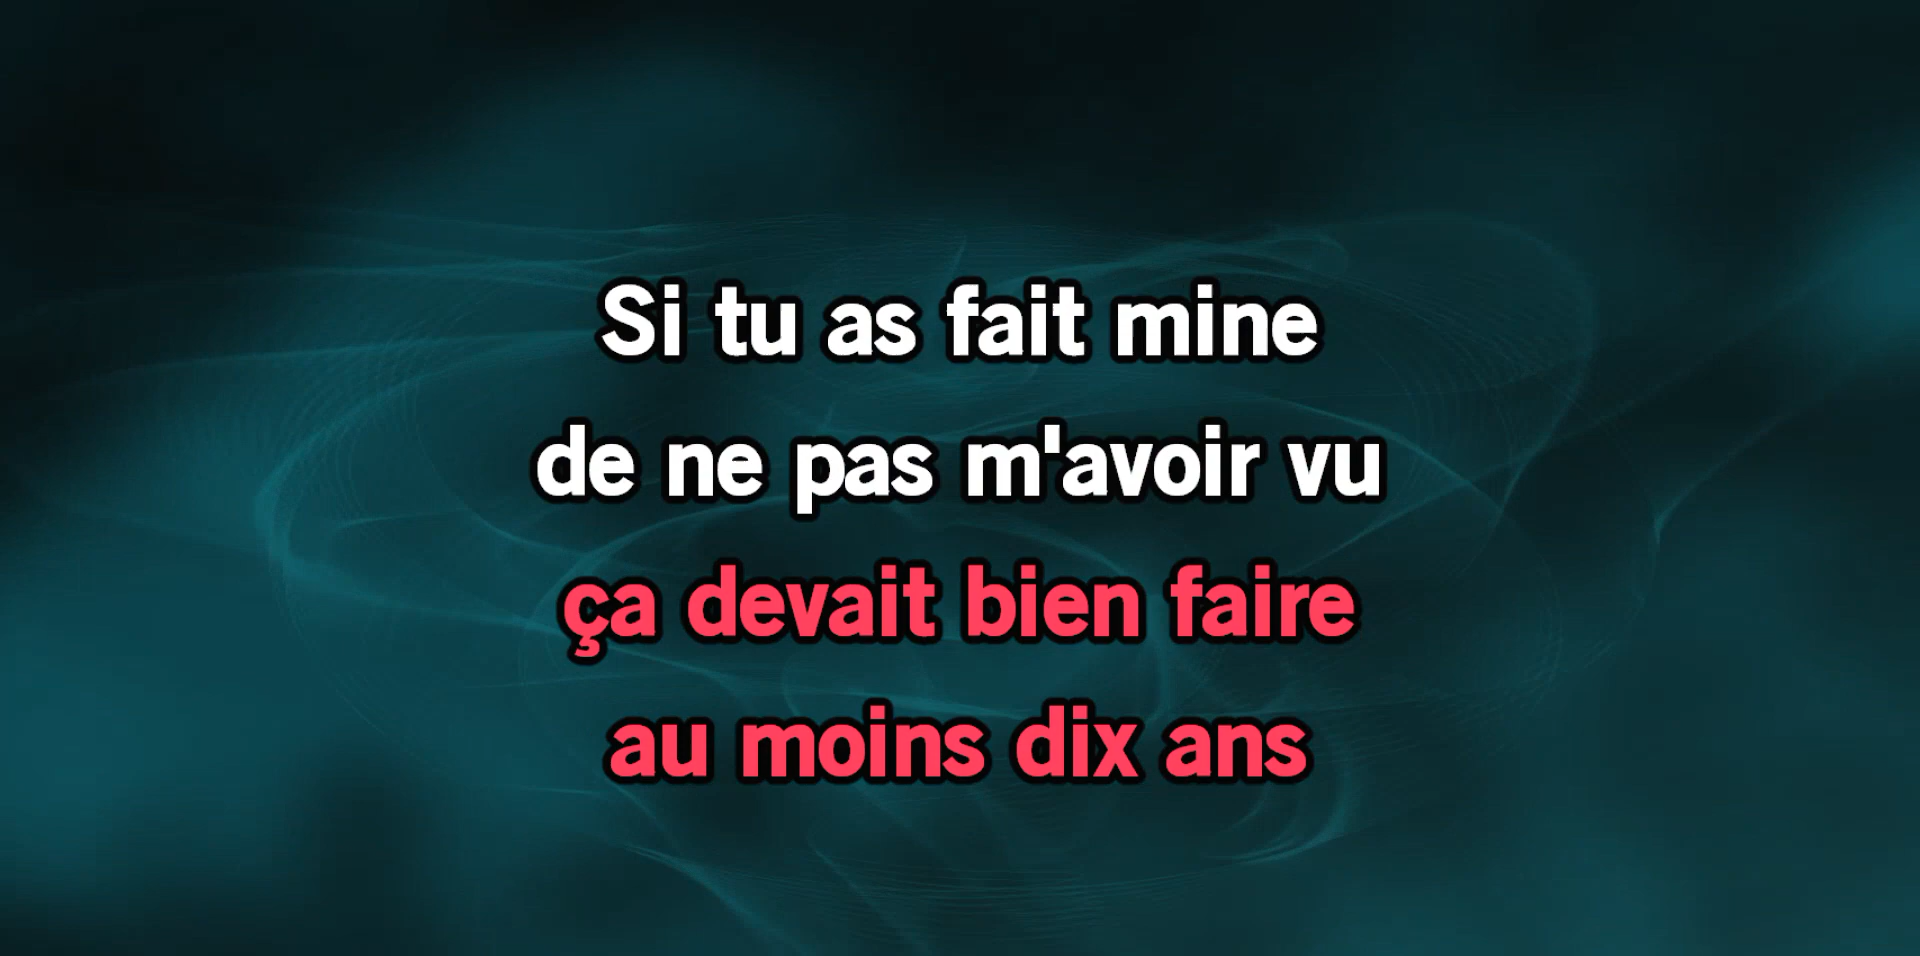 Si tu as fait mine
de ne pas m'avoir vu
ça devait bien faire
au moins dix ans